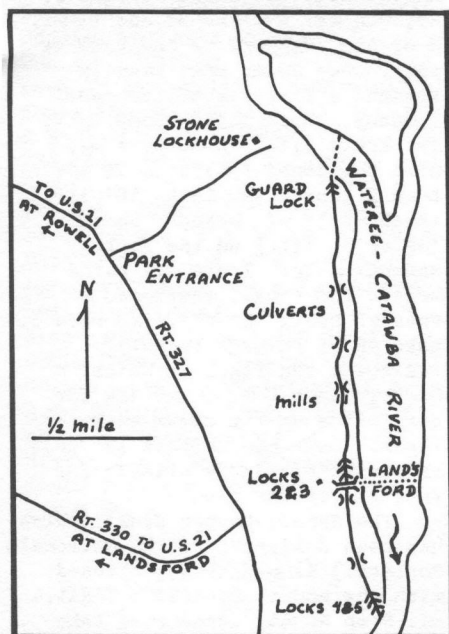 STONE
LOCKHOUSE
GUARD
LOCK
WATEREE - CATAWBA RIVER
TO U.S. 21
AT ROWELL
PARK
ENTRANCE
N
CULVERTS
RT. 327
1/2 mile
mills
LOCKS
2&3
LAND'S
FORD
RT. 330 TO U.S. 21
AT LANDSFORD
LOCKS 4&5